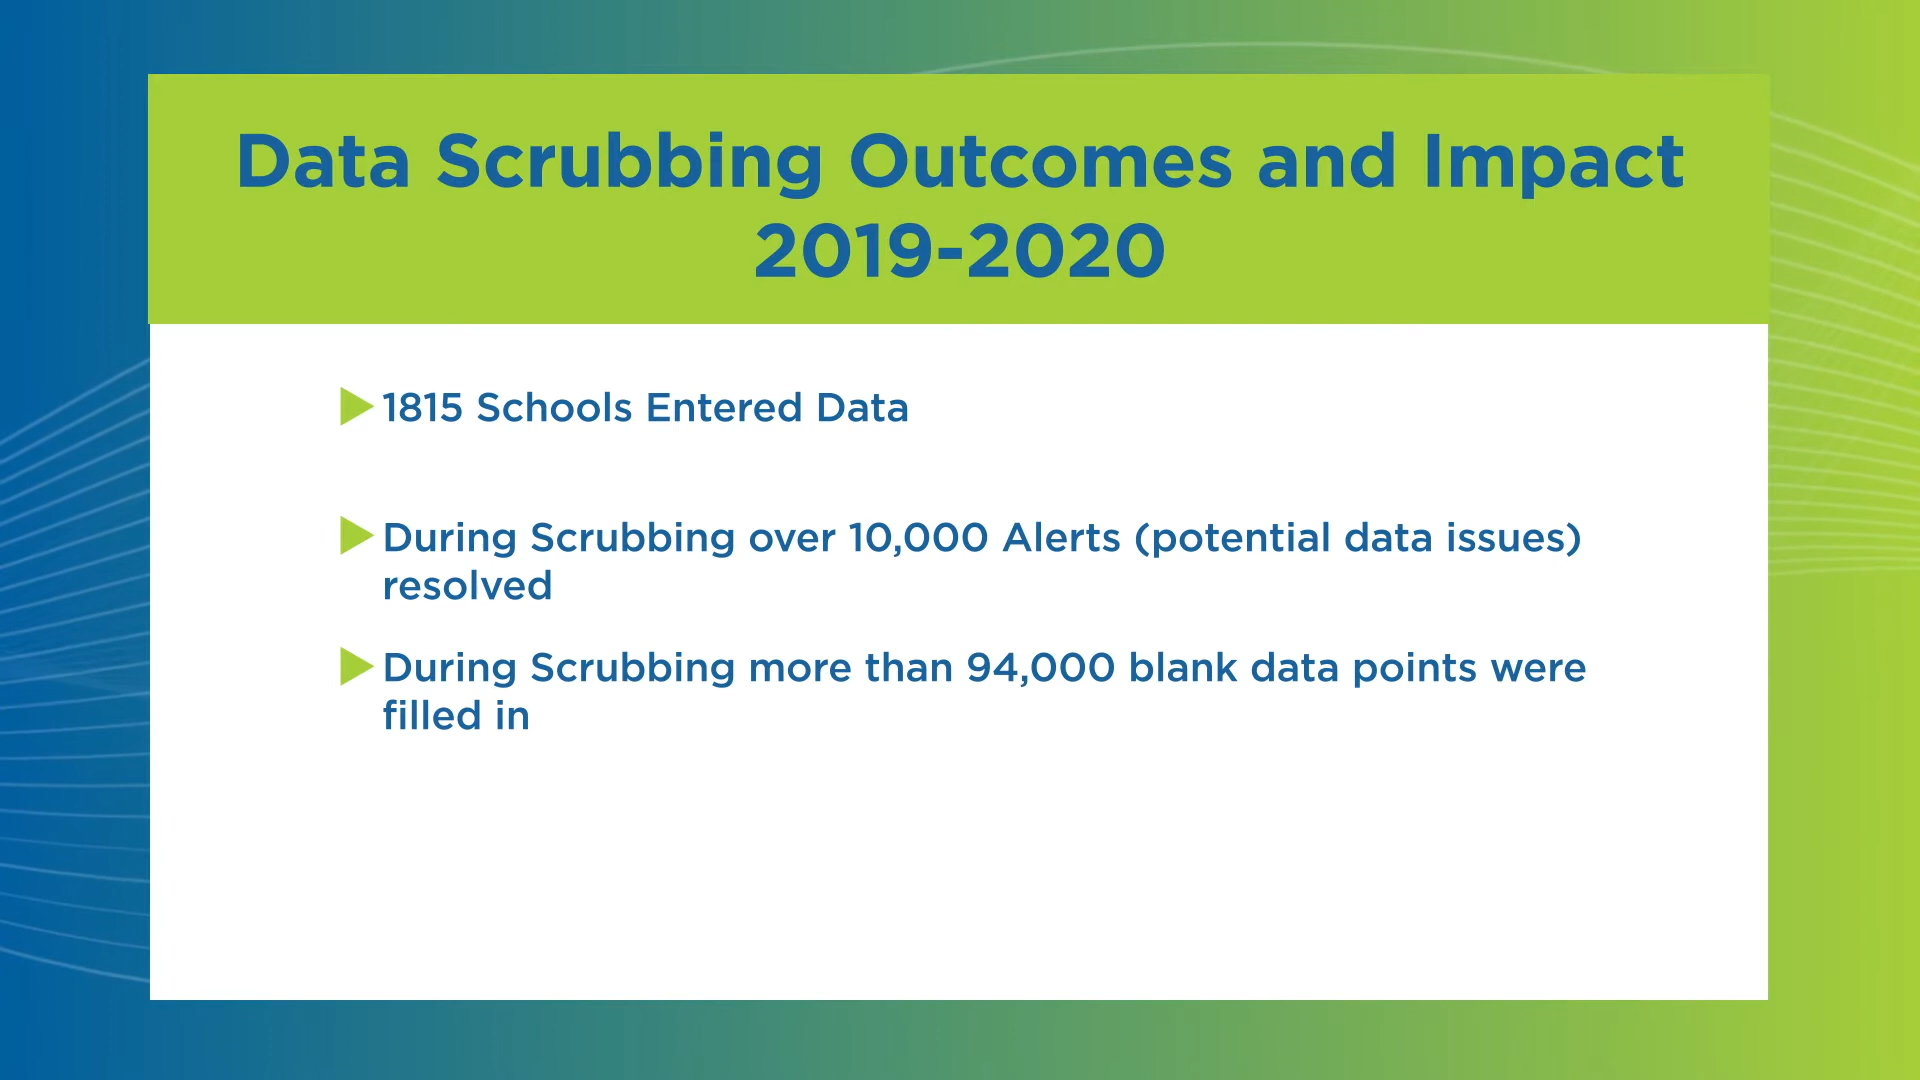 Data Scrubbing Outcomes and Impact
2019-2020
1815 Schools Entered Data
During Scrubbing over 10,000 Alerts (potential data issues)
resolved
During Scrubbing more than 94,000 blank data points were
filled in